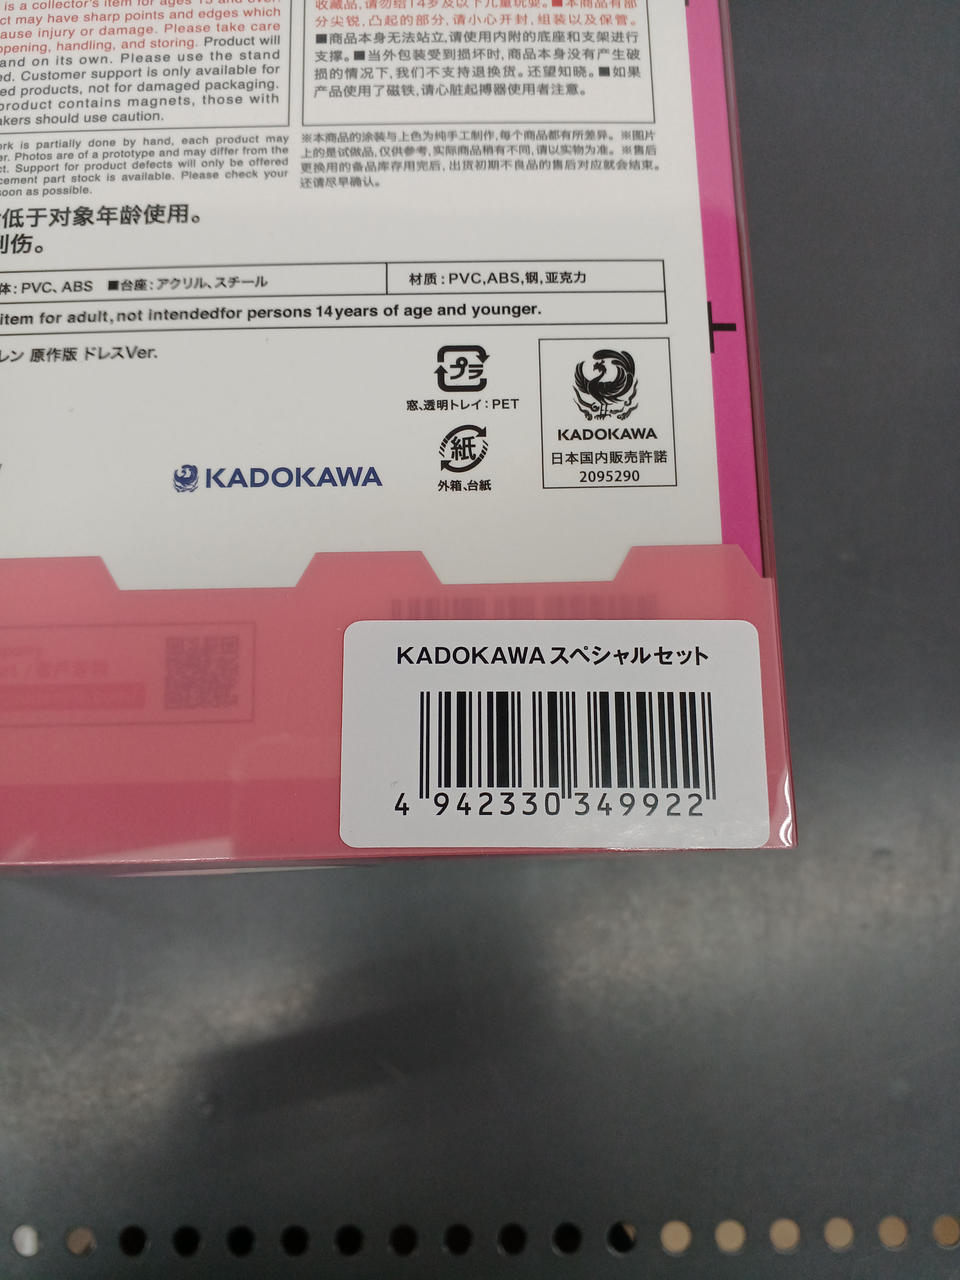 is a collector's item for ages 15 and over.
ct may have sharp points and edges which
ause injury or damage. Please take care
opening, handling, and storing. Product will
and on its own. Please use the stand
ed. Customer support is only available for
ed products, not for damaged packaging.
product contains magnets, those with
akers should use caution.
收藏品,请勿给14岁及以下儿童玩耍。■本商品有部
分尖锐,凸起的部分,请小心开封,组装以及保管。
■商品本身无法站立,请使用内附的底座和支架进行
支撑。■当外包装受到损坏时,商品本身没有产生破
损的情况下,我们不支持退换货。还望知晓。■如果
产品使用了磁铁,请心脏起搏器使用者注意。
ork is partially done by hand, each product may
er. Photos are of a prototype and may differ from the
ct. Support for product defects will only be offered
cement part stock is available. Please check your
soon as possible.
※本商品的涂装与上色为纯手工制作,每个商品都有所差异。※图片
上的是试做品,仅供参考,实际商品稍有不同,请以实物为准。※售后
更换用的备品库存用完后,出货初期不良品的售后对应就会结束。
还请尽早确认。
低于对象年龄使用。
刮伤。
体:PVC、ABS ■台座:アクリル、スチール
材质:PVC,ABS,钢,亚克力
item for adult,not intendedfor persons 14years of age and younger.
レン 原作版 ドレスVer.
プラ
窓、透明トレイ:PET
紙
外箱、台紙
KADOKAWA
KADOKAWA
日本国内販売許諾
2095290
KADOKAWAスペシャルセット
4 942330 349922